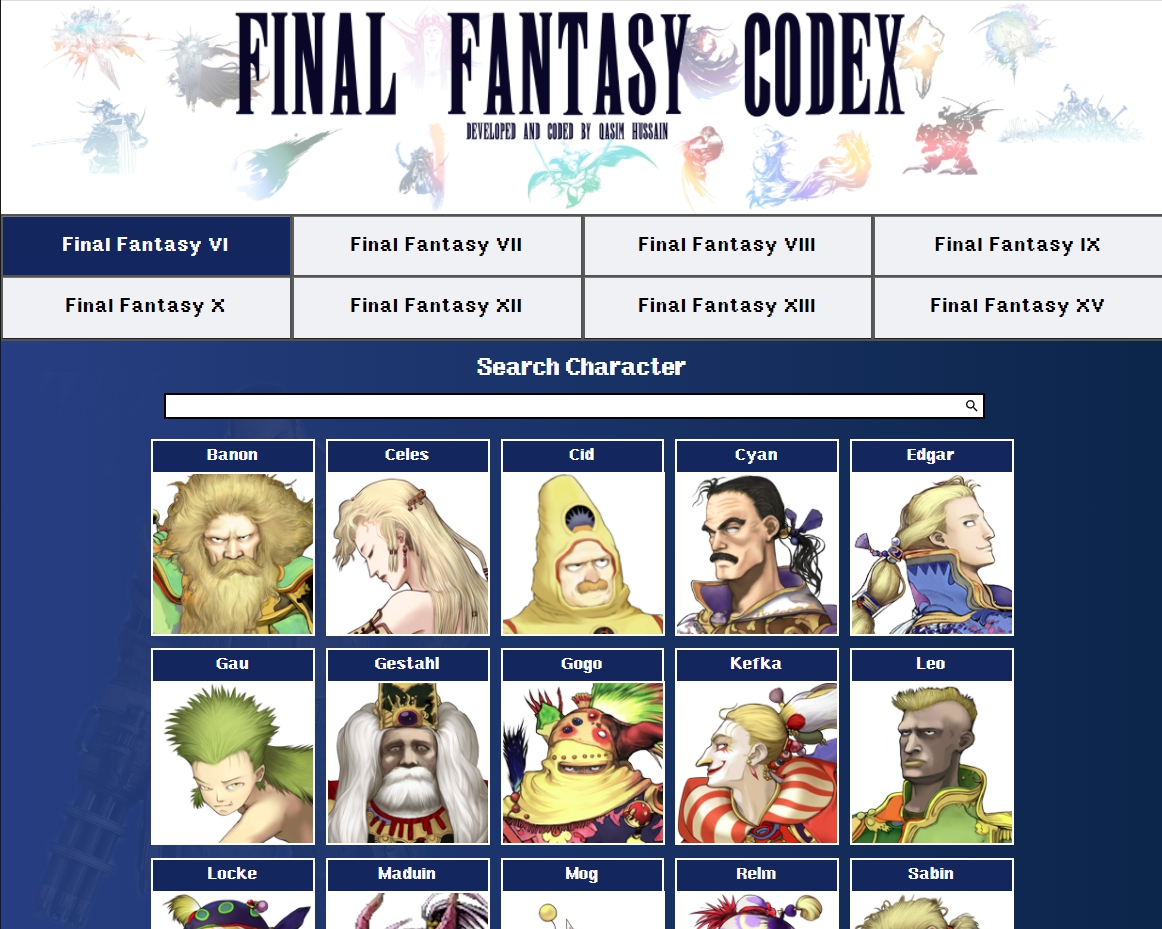 FINAL FANTASY CODEX
DEVELOPED AND CODED BY QASIM HUSSAIN
Final Fantasy VI
Final Fantasy VII
Final Fantasy VIII
Final Fantasy IX
Final Fantasy X
Final Fantasy XII
Final Fantasy XIII
Final Fantasy XV
Search Character
Banon
Celes
Cid
Cyan
Edgar
Gau
Gestahl
Gogo
Kefka
Leo
Locke
Maduin
Mog
Relm
Sabin